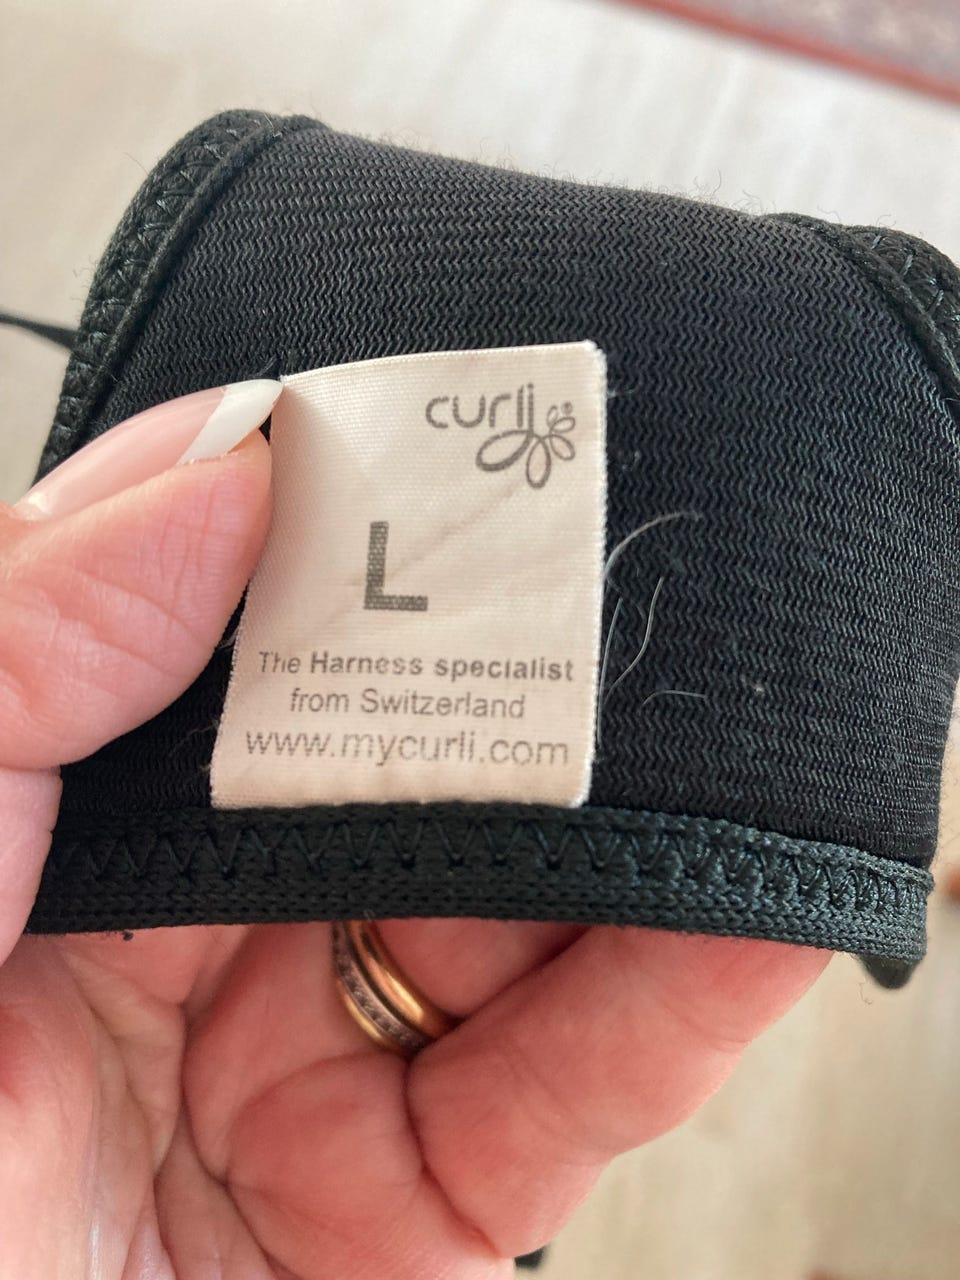 curli
L
The Harness specialist
from Switzerland
www.mycurli.com